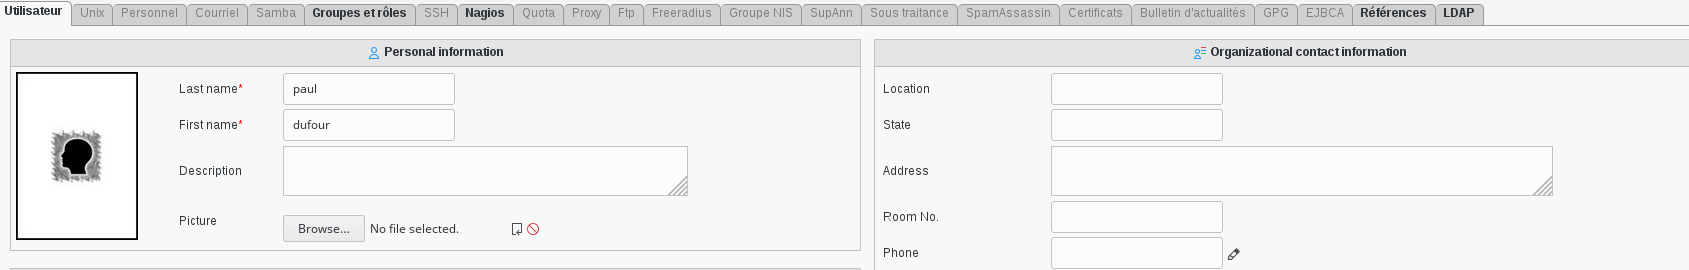 Utilisateur Unix Personnel Courriel Samba Groupes et rôles SSH Nagios Quota Proxy Ftp Freeradius Groupe NIS SupAnn Sous traitance SpamAssassin Certificats Bulletin d'actualités GPG EJBCA Références LDAP
Personal information
Last name* paul
First name* dufour
Description
Picture Browse... No file selected.
Organizational contact information
Location
State
Address
Room No.
Phone